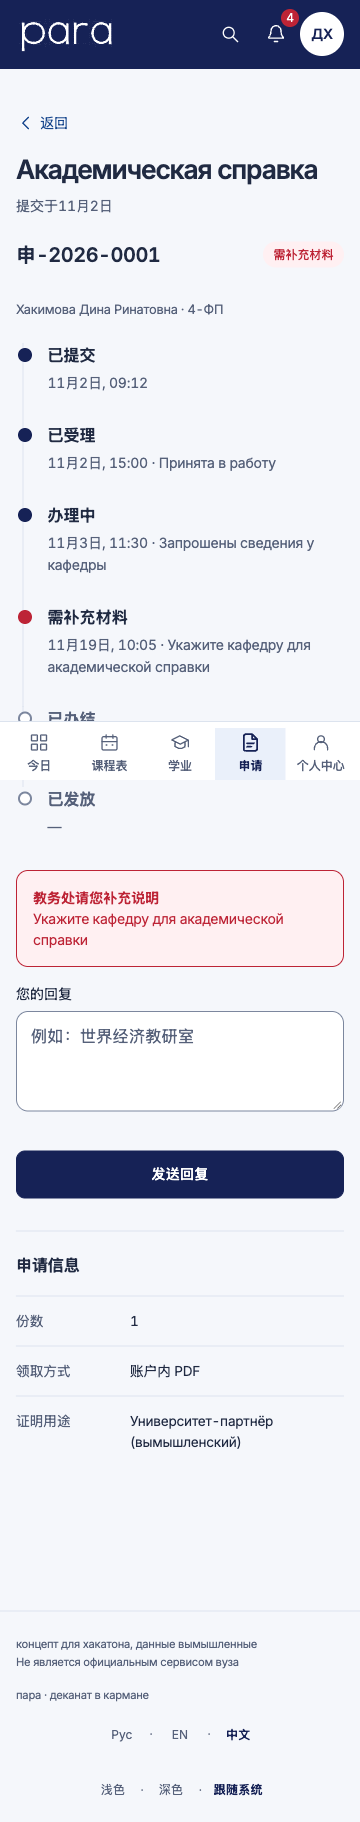 para
4
ДХ
返回
Академическая справка
提交于11月2日
申-2026-0001
需补充材料
Хакимова Дина Ринатовна · 4-ФП
已提交
11月2日, 09:12
已受理
11月2日, 15:00 · Принята в работу
办理中
11月3日, 11:30 · Запрошены сведения у
кафедры
需补充材料
11月19日, 10:05 · Укажите кафедру для
академической справки
已办结
今日
课程表
学业
申请
个人中心
已发放
—
教务处请您补充说明
Укажите кафедру для академической
справки
您的回复
例如：世界经济教研室
发送回复
申请信息
份数
1
领取方式
账户内 PDF
证明用途
Университет-партнёр
(вымышленский)
концепт для хакатона, данные вымышленные
Не является официальным сервисом вуза
пара · деканат в кармане
Рус · EN · 中文
浅色 · 深色 · 跟随系统